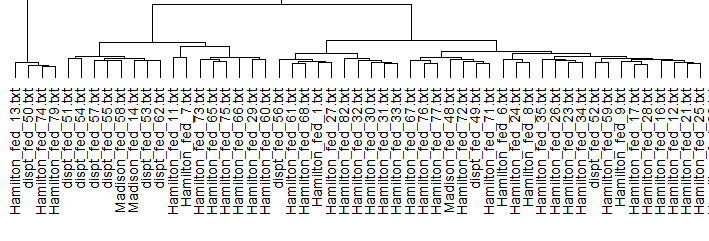 Hamilton_fed_13.txt
dispt_fed_50.txt
Hamilton_fed_74.txt
Hamilton_fed_79.txt
dispt_fed_51.txt
dispt_fed_54.txt
dispt_fed_57.txt
dispt_fed_55.txt
Madison_fed_58.txt
Madison_fed_14.txt
dispt_fed_53.txt
dispt_fed_62.txt
Hamilton_fed_11.txt
Hamilton_fed_7.txt
Hamilton_fed_73.txt
Hamilton_fed_65.txt
Hamilton_fed_75.txt
Hamilton_fed_66.txt
Hamilton_fed_69.txt
Hamilton_fed_60.txt
dispt_fed_56.txt
Hamilton_fed_61.txt
Hamilton_fed_68.txt
Hamilton_fed_1.txt
Hamilton_fed_27.txt
Hamilton_fed_82.txt
Hamilton_fed_32.txt
Hamilton_fed_30.txt
Hamilton_fed_31.txt
Hamilton_fed_33.txt
Hamilton_fed_67.txt
Hamilton_fed_76.txt
Hamilton_fed_77.txt
Madison_fed_48.txt
Hamilton_fed_72.txt
dispt_fed_49.txt
Hamilton_fed_71.txt
Hamilton_fed_6.txt
Hamilton_fed_24.txt
Hamilton_fed_8.txt
Hamilton_fed_35.txt
Hamilton_fed_26.txt
Hamilton_fed_23.txt
Hamilton_fed_34.txt
dispt_fed_52.txt
Hamilton_fed_59.txt
Hamilton_fed_9.txt
Hamilton_fed_17.txt
Hamilton_fed_28.txt
Hamilton_fed_16.txt
Hamilton_fed_12.txt
Hamilton_fed_21.txt
Hamilton_fed_25.txt